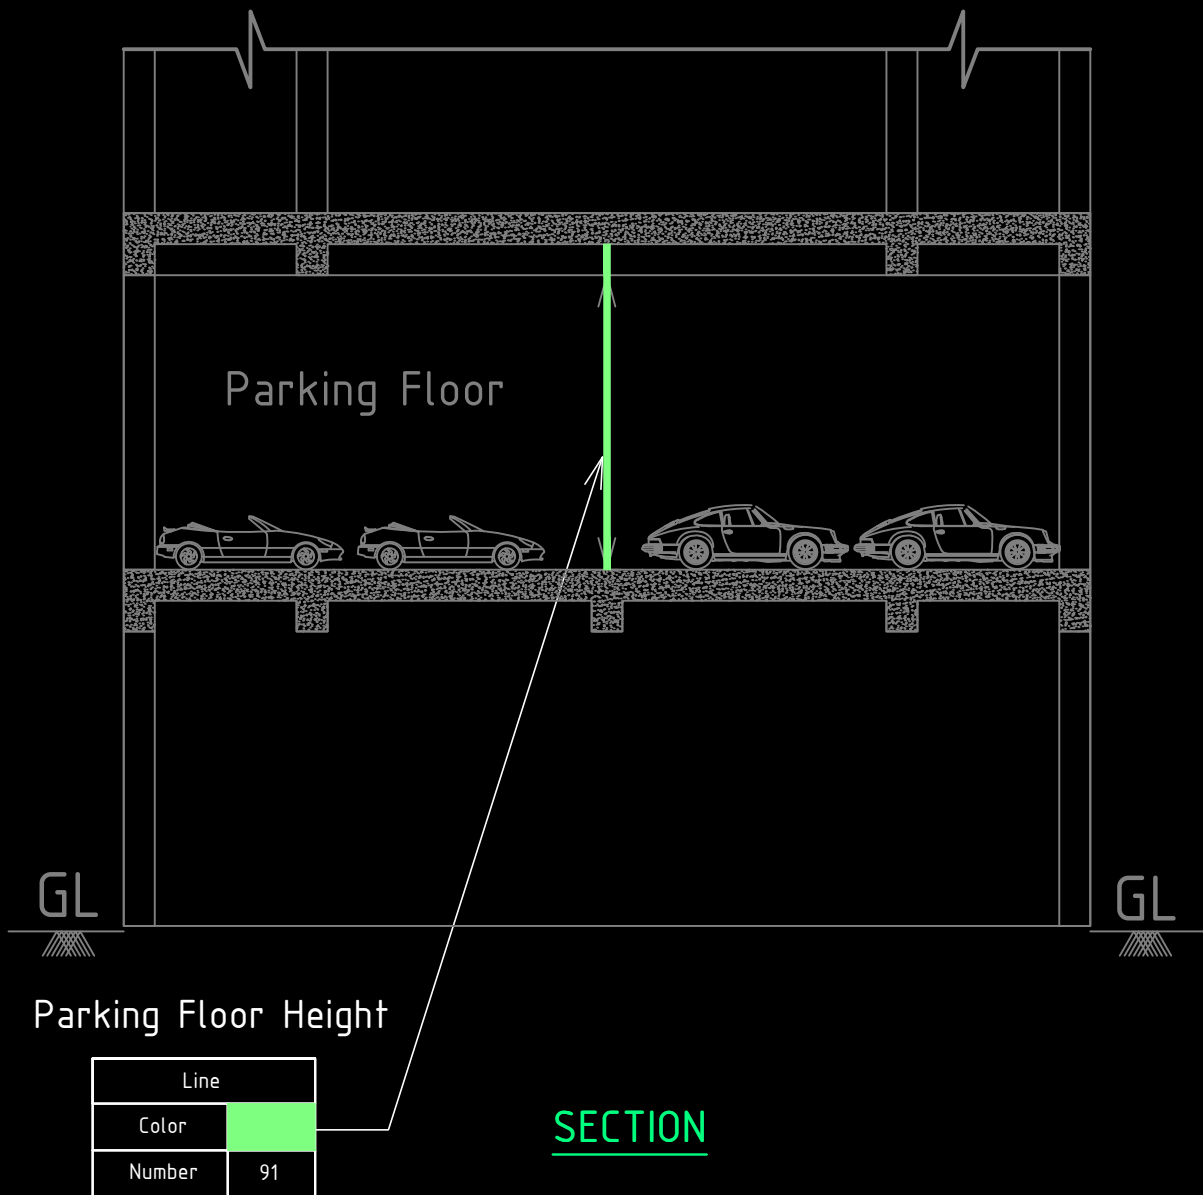 Parking Floor
GL
GL
Parking Floor Height
Line
Color
Number 91
SECTION